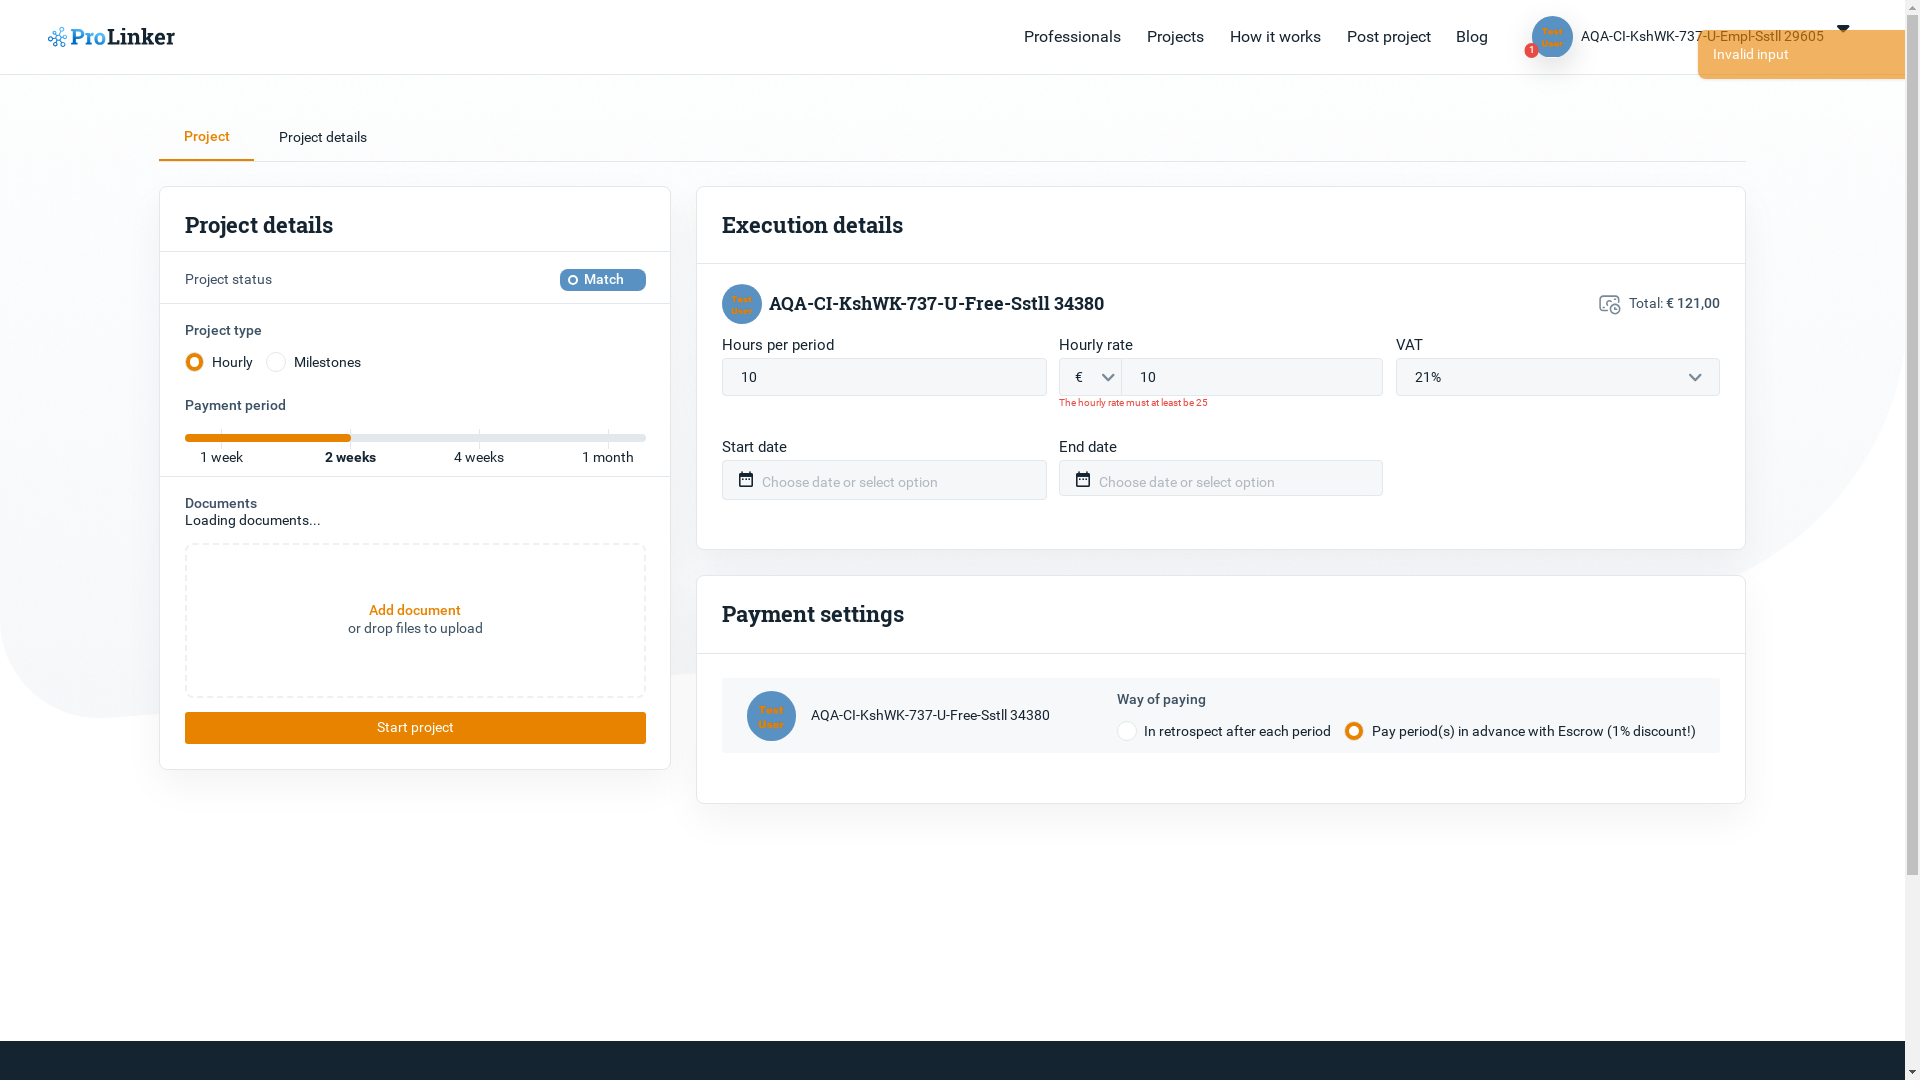 ProLinker
Professionals
Projects
How it works
Post project
Blog
Test
User
1
AQA-CI-KshWK-737-U-Empl-Sstll 29605
Invalid input
Project
Project details
Project details
Project status
Match
Project type
Hourly
Milestones
Payment period
1 week
2 weeks
4 weeks
1 month
Documents
Loading documents...
Add document
or drop files to upload
Start project
Execution details
Test
User
AQA-CI-KshWK-737-U-Free-Sstll 34380
Total: € 121,00
Hours per period
10
Hourly rate
€
10
The hourly rate must at least be 25
VAT
21%
Start date
Choose date or select option
End date
Choose date or select option
Payment settings
Test
User
AQA-CI-KshWK-737-U-Free-Sstll 34380
Way of paying
In retrospect after each period
Pay period(s) in advance with Escrow (1% discount!)